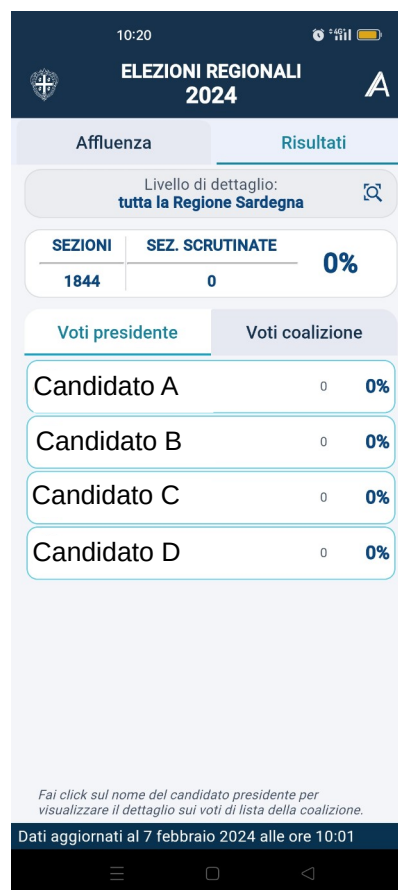 10:20
4G
ELEZIONI REGIONALI
2024
Affluenza
Risultati
Livello di dettaglio:
tutta la Regione Sardegna
SEZIONI
SEZ. SCRUTINATE
0%
1844
0
Voti presidente
Voti coalizione
Candidato A 0 0%
Candidato B 0 0%
Candidato C 0 0%
Candidato D 0 0%
Fai click sul nome del candidato presidente per
visualizzare il dettaglio sui voti di lista della coalizione.
Dati aggiornati al 7 febbraio 2024 alle ore 10:01